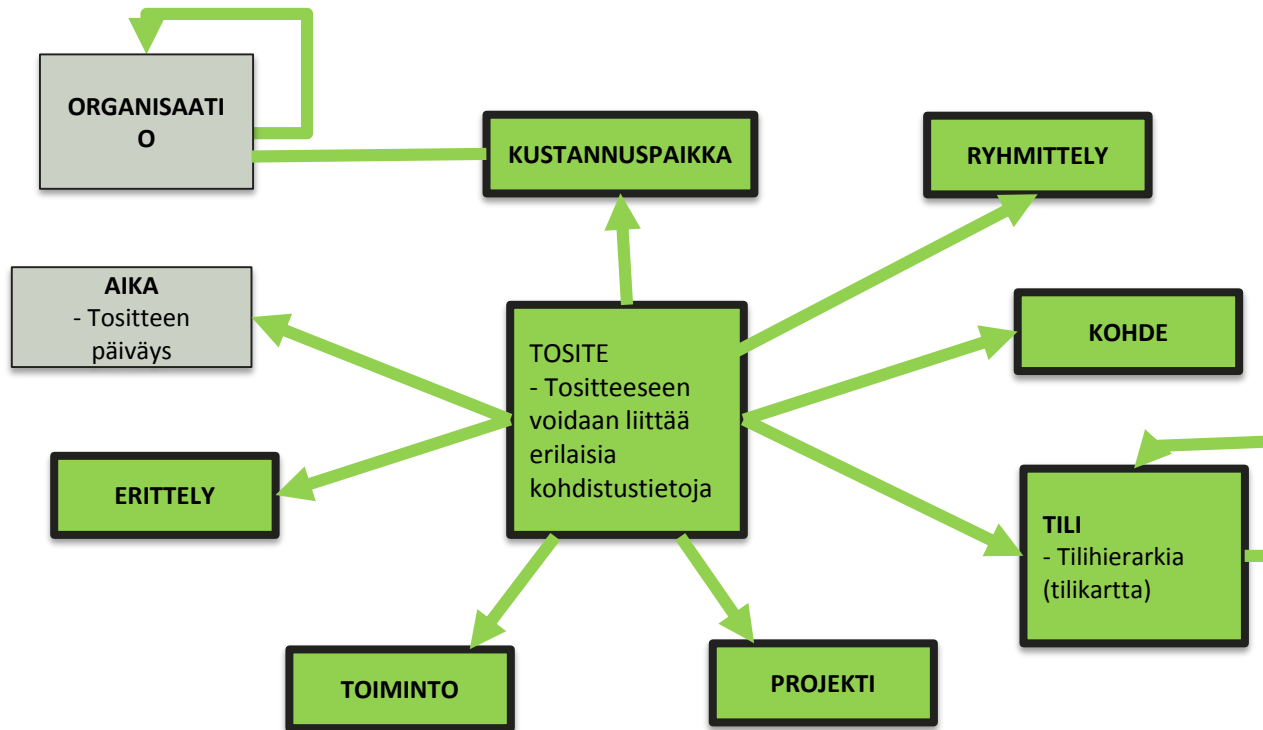 ORGANISAATI
O
KUSTANNUSPAIKKA
RYHMITTELY
AIKA
- Tositteen
päiväys
TOSITE
- Tositteeseen
voidaan liittää
erilaisia
kohdistustietoja
KOHDE
ERITTELY
TILI
- Tilihierarkia
(tilikartta)
TOIMINTO
PROJEKTI